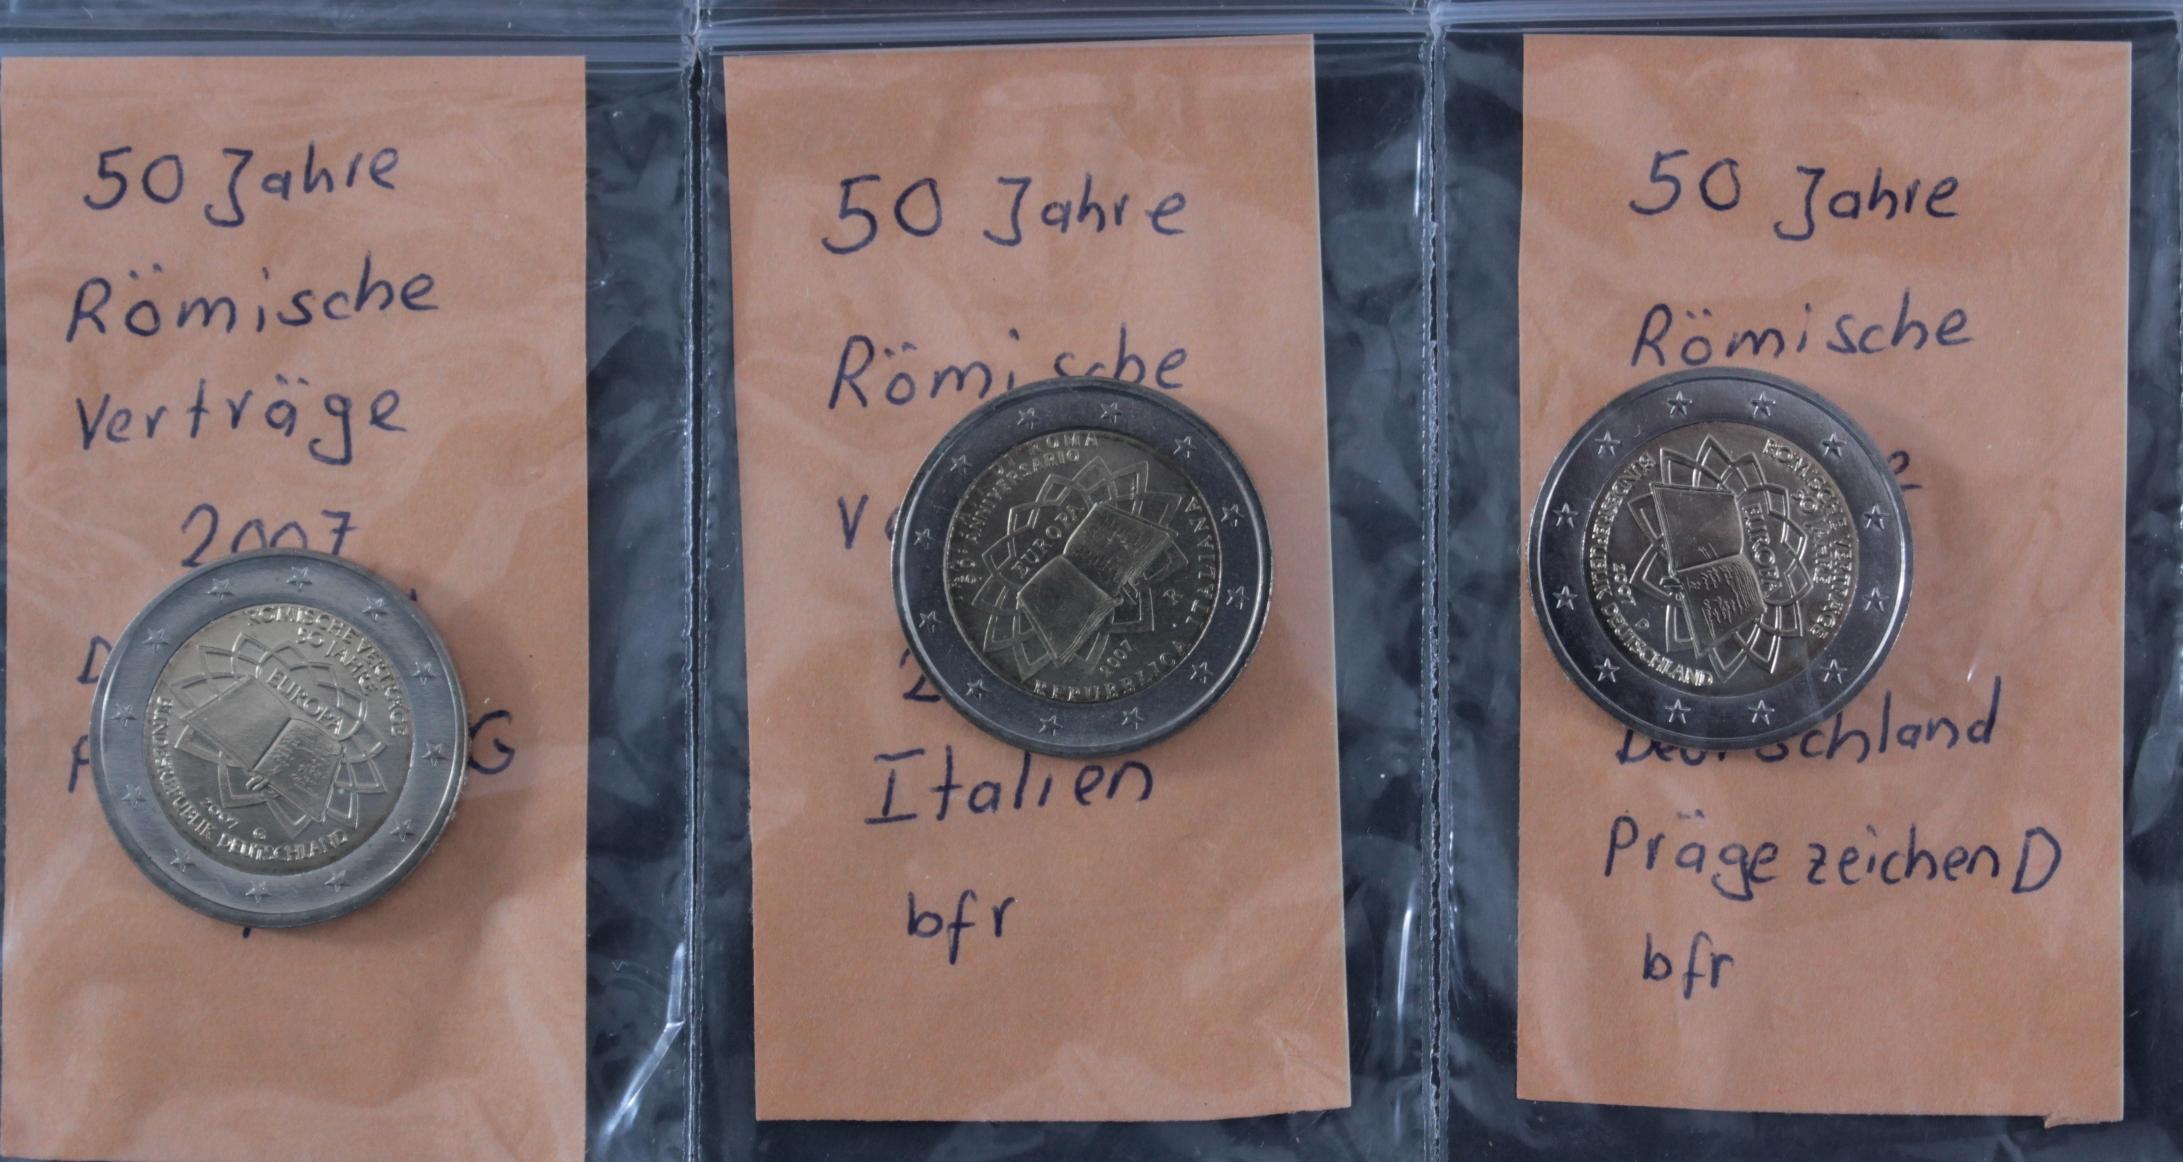 50 Jahre
Römische
Verträge
2007
G
RÖMISCHE VERTRÄGE
50 JAHRE
EUROPA
2007 G
BUNDESREPUBLIK DEUTSCHLAND
50 Jahre
Römische
ROMA
50° ANNIVERSARIO
EUROPA
R
2007
REPUBBLICA ITALIANA
Italien
bfr
50 Jahre
Römische
RÖMISCHE VERTRÄGE
50 JAHRE
EUROPA
2007 D
BUNDESREPUBLIK DEUTSCHLAND
Deutschland
Präge zeichen D
bfr